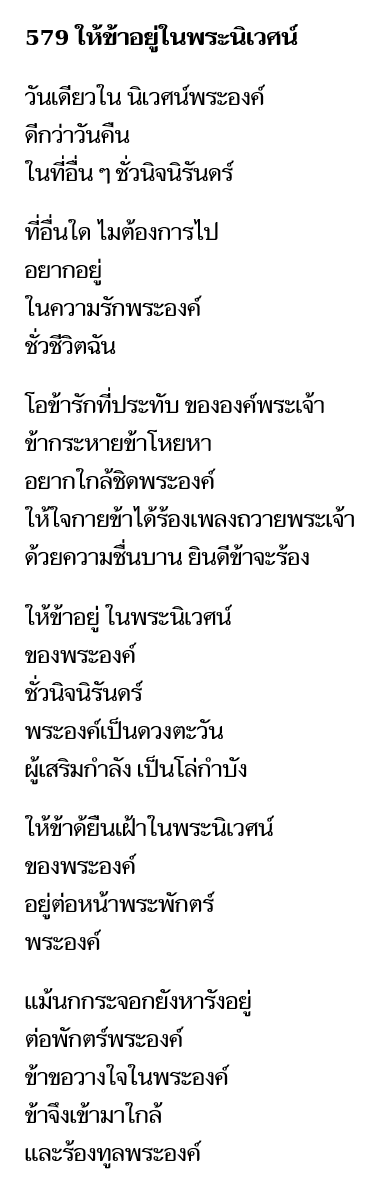 579 ให้ข้าอยู่ในพระนิเวศน์
วันเดียวใน นิเวศน์พระองค์
ดีกว่าวันคืน
ในที่อื่น ๆ ชั่วนิจนิรันดร์
ที่อื่นใด ไมต้องการไป
อยากอยู่
ในความรักพระองค์
ชั่วชีวิตฉัน
โอข้ารักที่ประทับ ขององค์พระเจ้า
ข้ากระหายข้าโหยหา
อยากใกล้ชิดพระองค์
ให้ใจกายข้าได้ร้องเพลงถวายพระเจ้า
ด้วยความชื่นบาน ยินดีข้าจะร้อง
ให้ข้าอยู่ ในพระนิเวศน์
ของพระองค์
ชั่วนิจนิรันดร์
พระองค์เป็นดวงตะวัน
ผู้เสริมกำลัง เป็นโล่กำบัง
ให้ข้าด้ยืนเฝ้าในพระนิเวศน์
ของพระองค์
อยู่ต่อหน้าพระพักตร์
พระองค์
แม้นกกระจอกยังหารังอยู่
ต่อพักตร์พระองค์
ข้าขอวางใจในพระองค์
ข้าจึงเข้ามาใกล้
และร้องทูลพระองค์